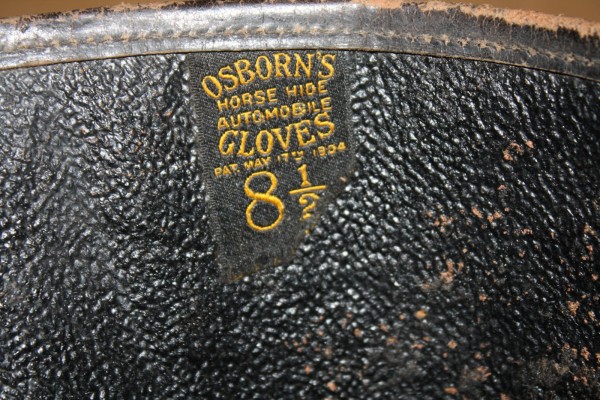 OSBORN'S
HORSE HIDE
AUTOMOBILE
GLOVES
PAT. MAY 17TH 1904
8 1/2